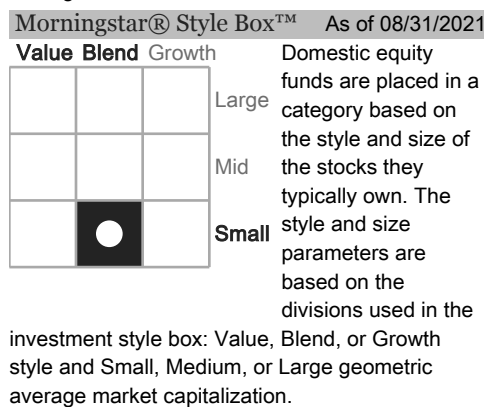 Morningstar® Style Box™ As of 08/31/2021
Value Blend Growth
Large
Mid
Small
Domestic equity
funds are placed in a
category based on
the style and size of
the stocks they
typically own. The
style and size
parameters are
based on the
divisions used in the
investment style box: Value, Blend, or Growth
style and Small, Medium, or Large geometric
average market capitalization.